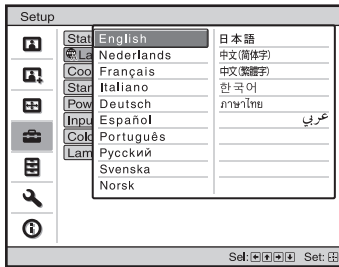 Setup
Stat
La
Coo
Star
Pow
Inpu
Colo
Lam
English
Nederlands
Français
Italiano
Deutsch
Español
Português
Русский
Svenska
Norsk
日本語
中文(简体字)
中文(繁體字)
한국어
ภาษาไทย
عربي
Sel: Set: